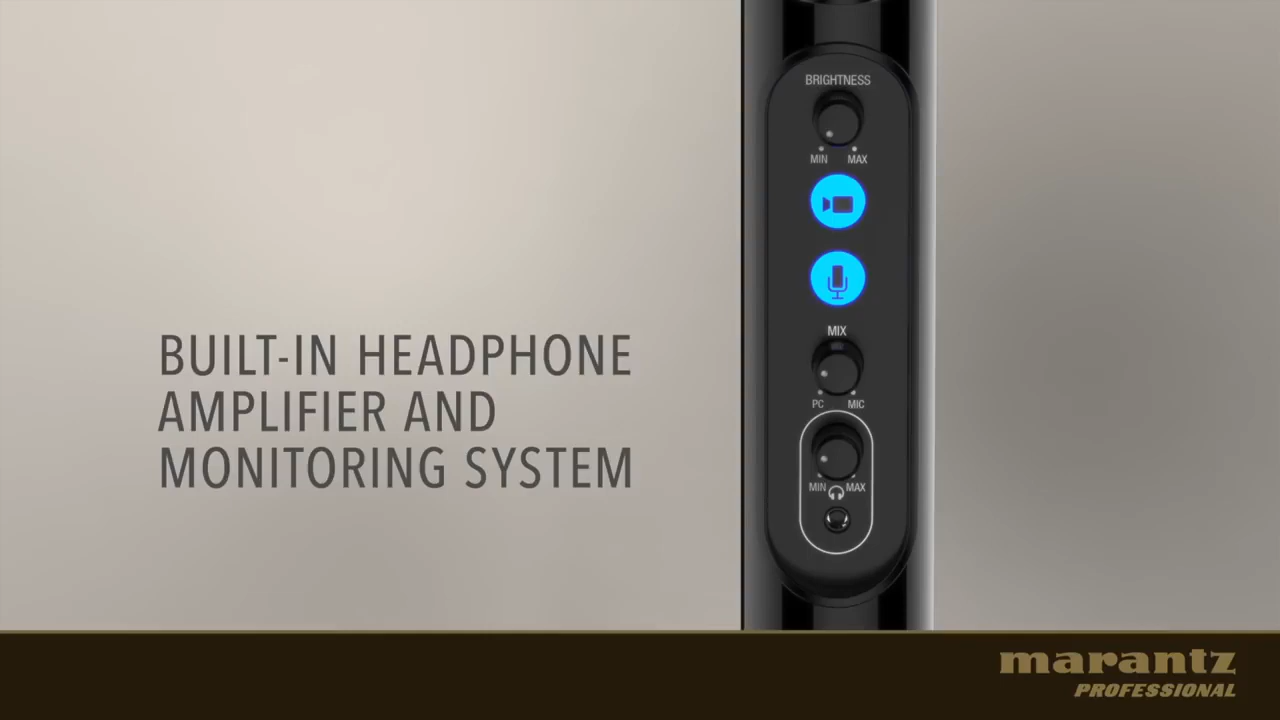 BRIGHTNESS
MIN MAX
MIX
PC MIC
MIN MAX
BUILT-IN HEADPHONE
AMPLIFIER AND
MONITORING SYSTEM
marantz
PROFESSIONAL